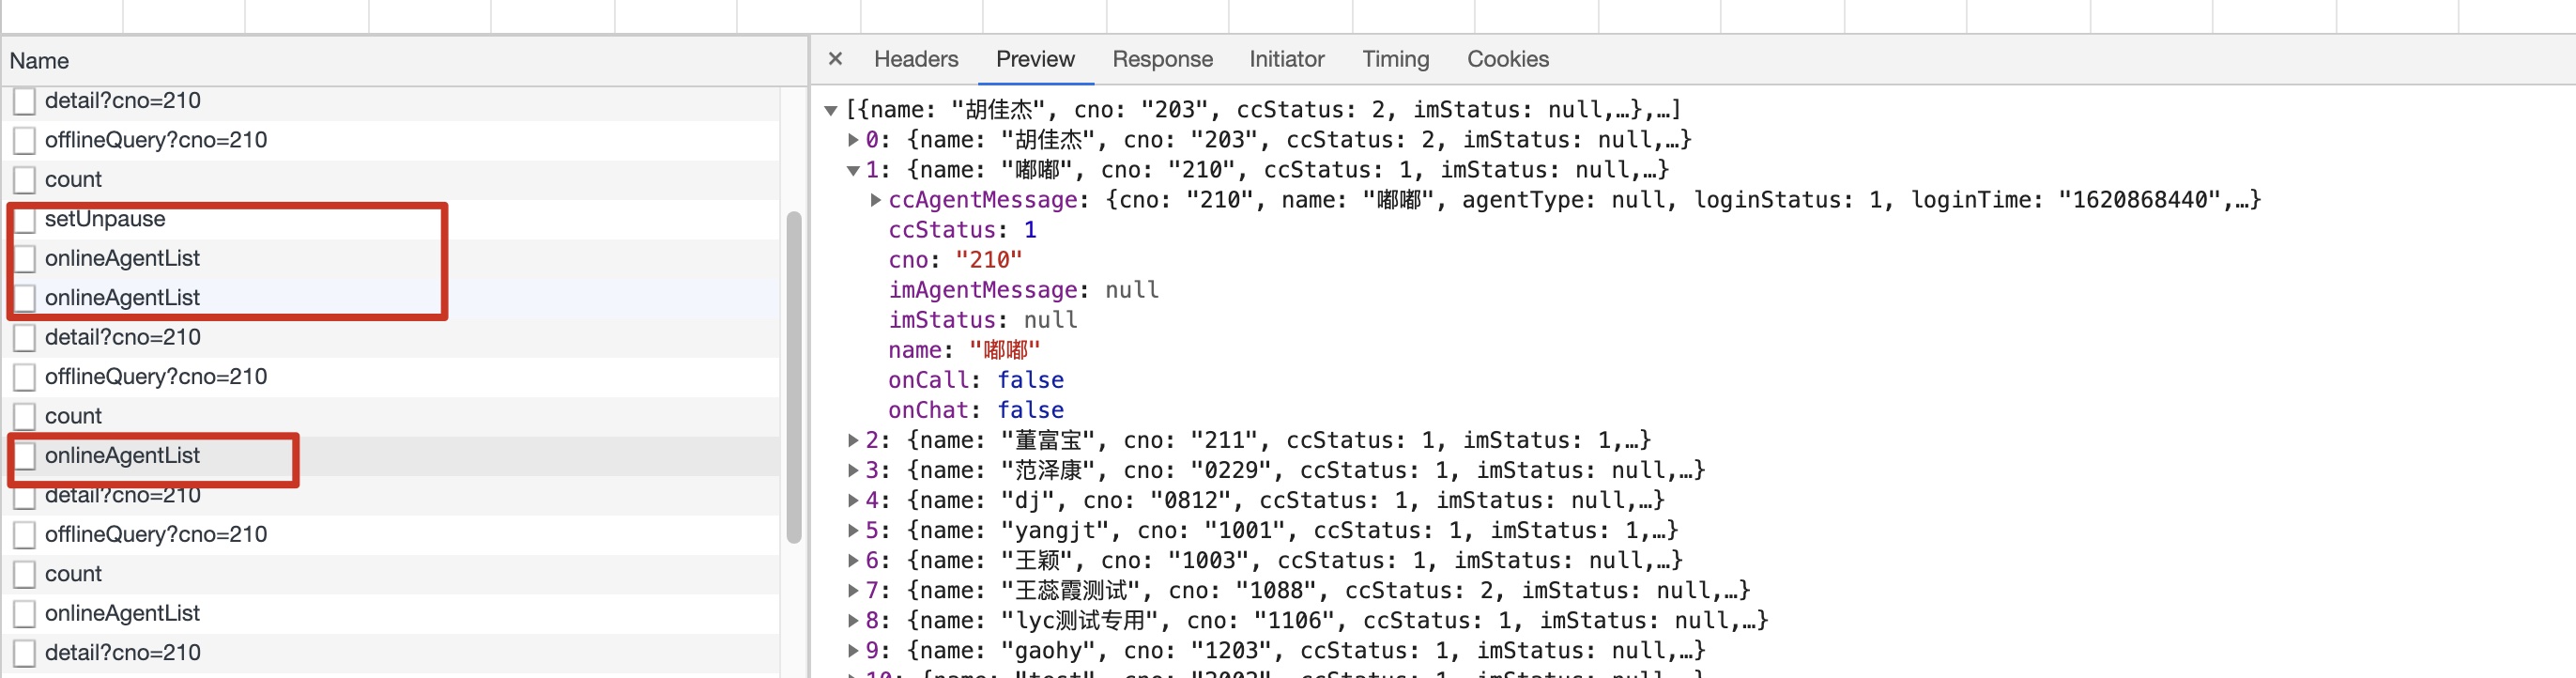 Name
detail?cno=210
offlineQuery?cno=210
count
setUnpause
onlineAgentList
onlineAgentList
detail?cno=210
offlineQuery?cno=210
count
onlineAgentList
detail?cno=210
offlineQuery?cno=210
count
onlineAgentList
detail?cno=210
× Headers Preview Response Initiator Timing Cookies
▼[{name: "胡佳杰", cno: "203", ccStatus: 2, imStatus: null,…},…]
▶0: {name: "胡佳杰", cno: "203", ccStatus: 2, imStatus: null,…}
▼1: {name: "嘟嘟", cno: "210", ccStatus: 1, imStatus: null,…}
▶ccAgentMessage: {cno: "210", name: "嘟嘟", agentType: null, loginStatus: 1, loginTime: "1620868440",…}
ccStatus: 1
cno: "210"
imAgentMessage: null
imStatus: null
name: "嘟嘟"
onCall: false
onChat: false
▶2: {name: "董富宝", cno: "211", ccStatus: 1, imStatus: 1,…}
▶3: {name: "范泽康", cno: "0229", ccStatus: 1, imStatus: null,…}
▶4: {name: "dj", cno: "0812", ccStatus: 1, imStatus: null,…}
▶5: {name: "yangjt", cno: "1001", ccStatus: 1, imStatus: 1,…}
▶6: {name: "王颖", cno: "1003", ccStatus: 1, imStatus: null,…}
▶7: {name: "王蕊霞测试", cno: "1088", ccStatus: 2, imStatus: null,…}
▶8: {name: "lyc测试专用", cno: "1106", ccStatus: 1, imStatus: null,…}
▶9: {name: "gaohy", cno: "1203", ccStatus: 1, imStatus: null,…}